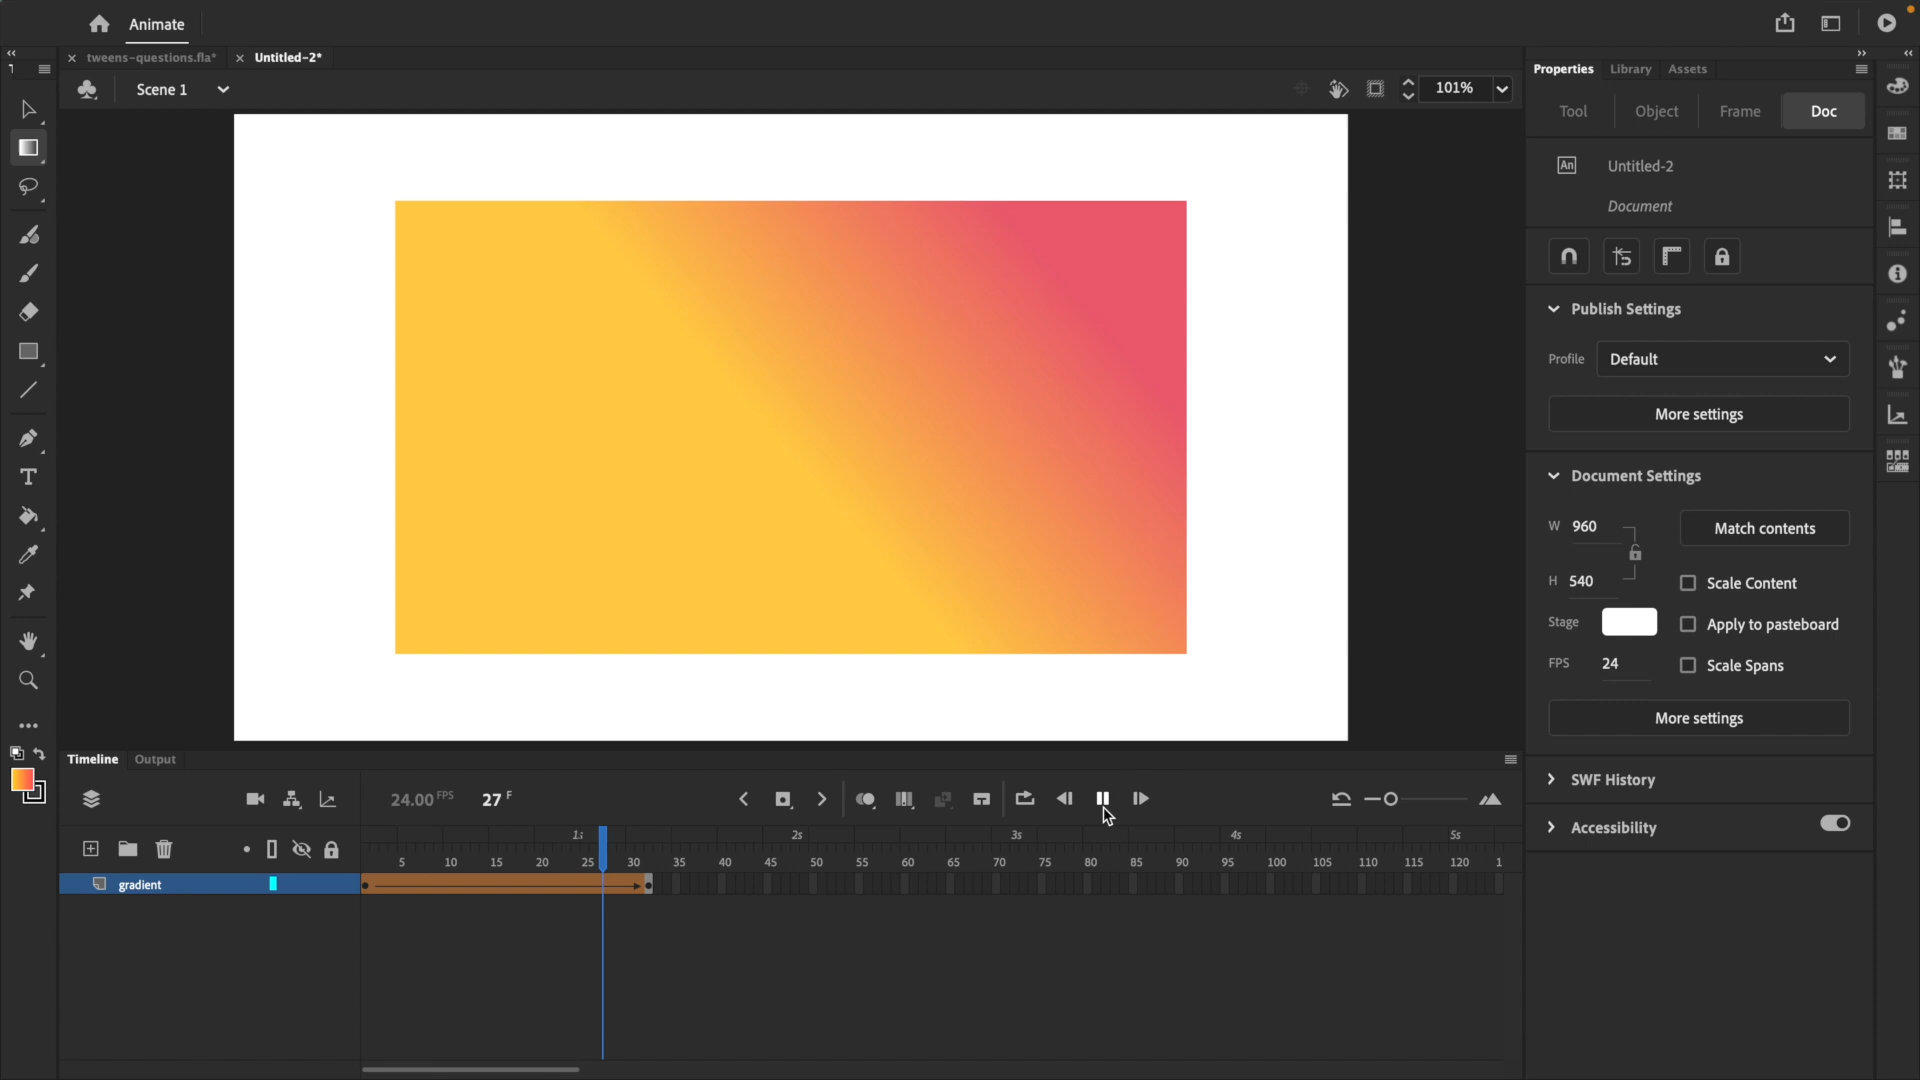 Animate
tweens-questions.fla*
Untitled-2*
Scene 1
101%
Properties
Library
Assets
Tool
Object
Frame
Doc
An
Untitled-2
Document
Publish Settings
Profile
Default
More settings
Document Settings
W 960
Match contents
H 540
Scale Content
Stage
Apply to pasteboard
FPS 24
Scale Spans
More settings
SWF History
Accessibility
Timeline
Output
24.00 FPS
27 F
1s 2s 3s 4s 5s
5 10 15 20 25 30 35 40 45 50 55 60 65 70 75 80 85 90 95 100 105 110 115 120 1
gradient